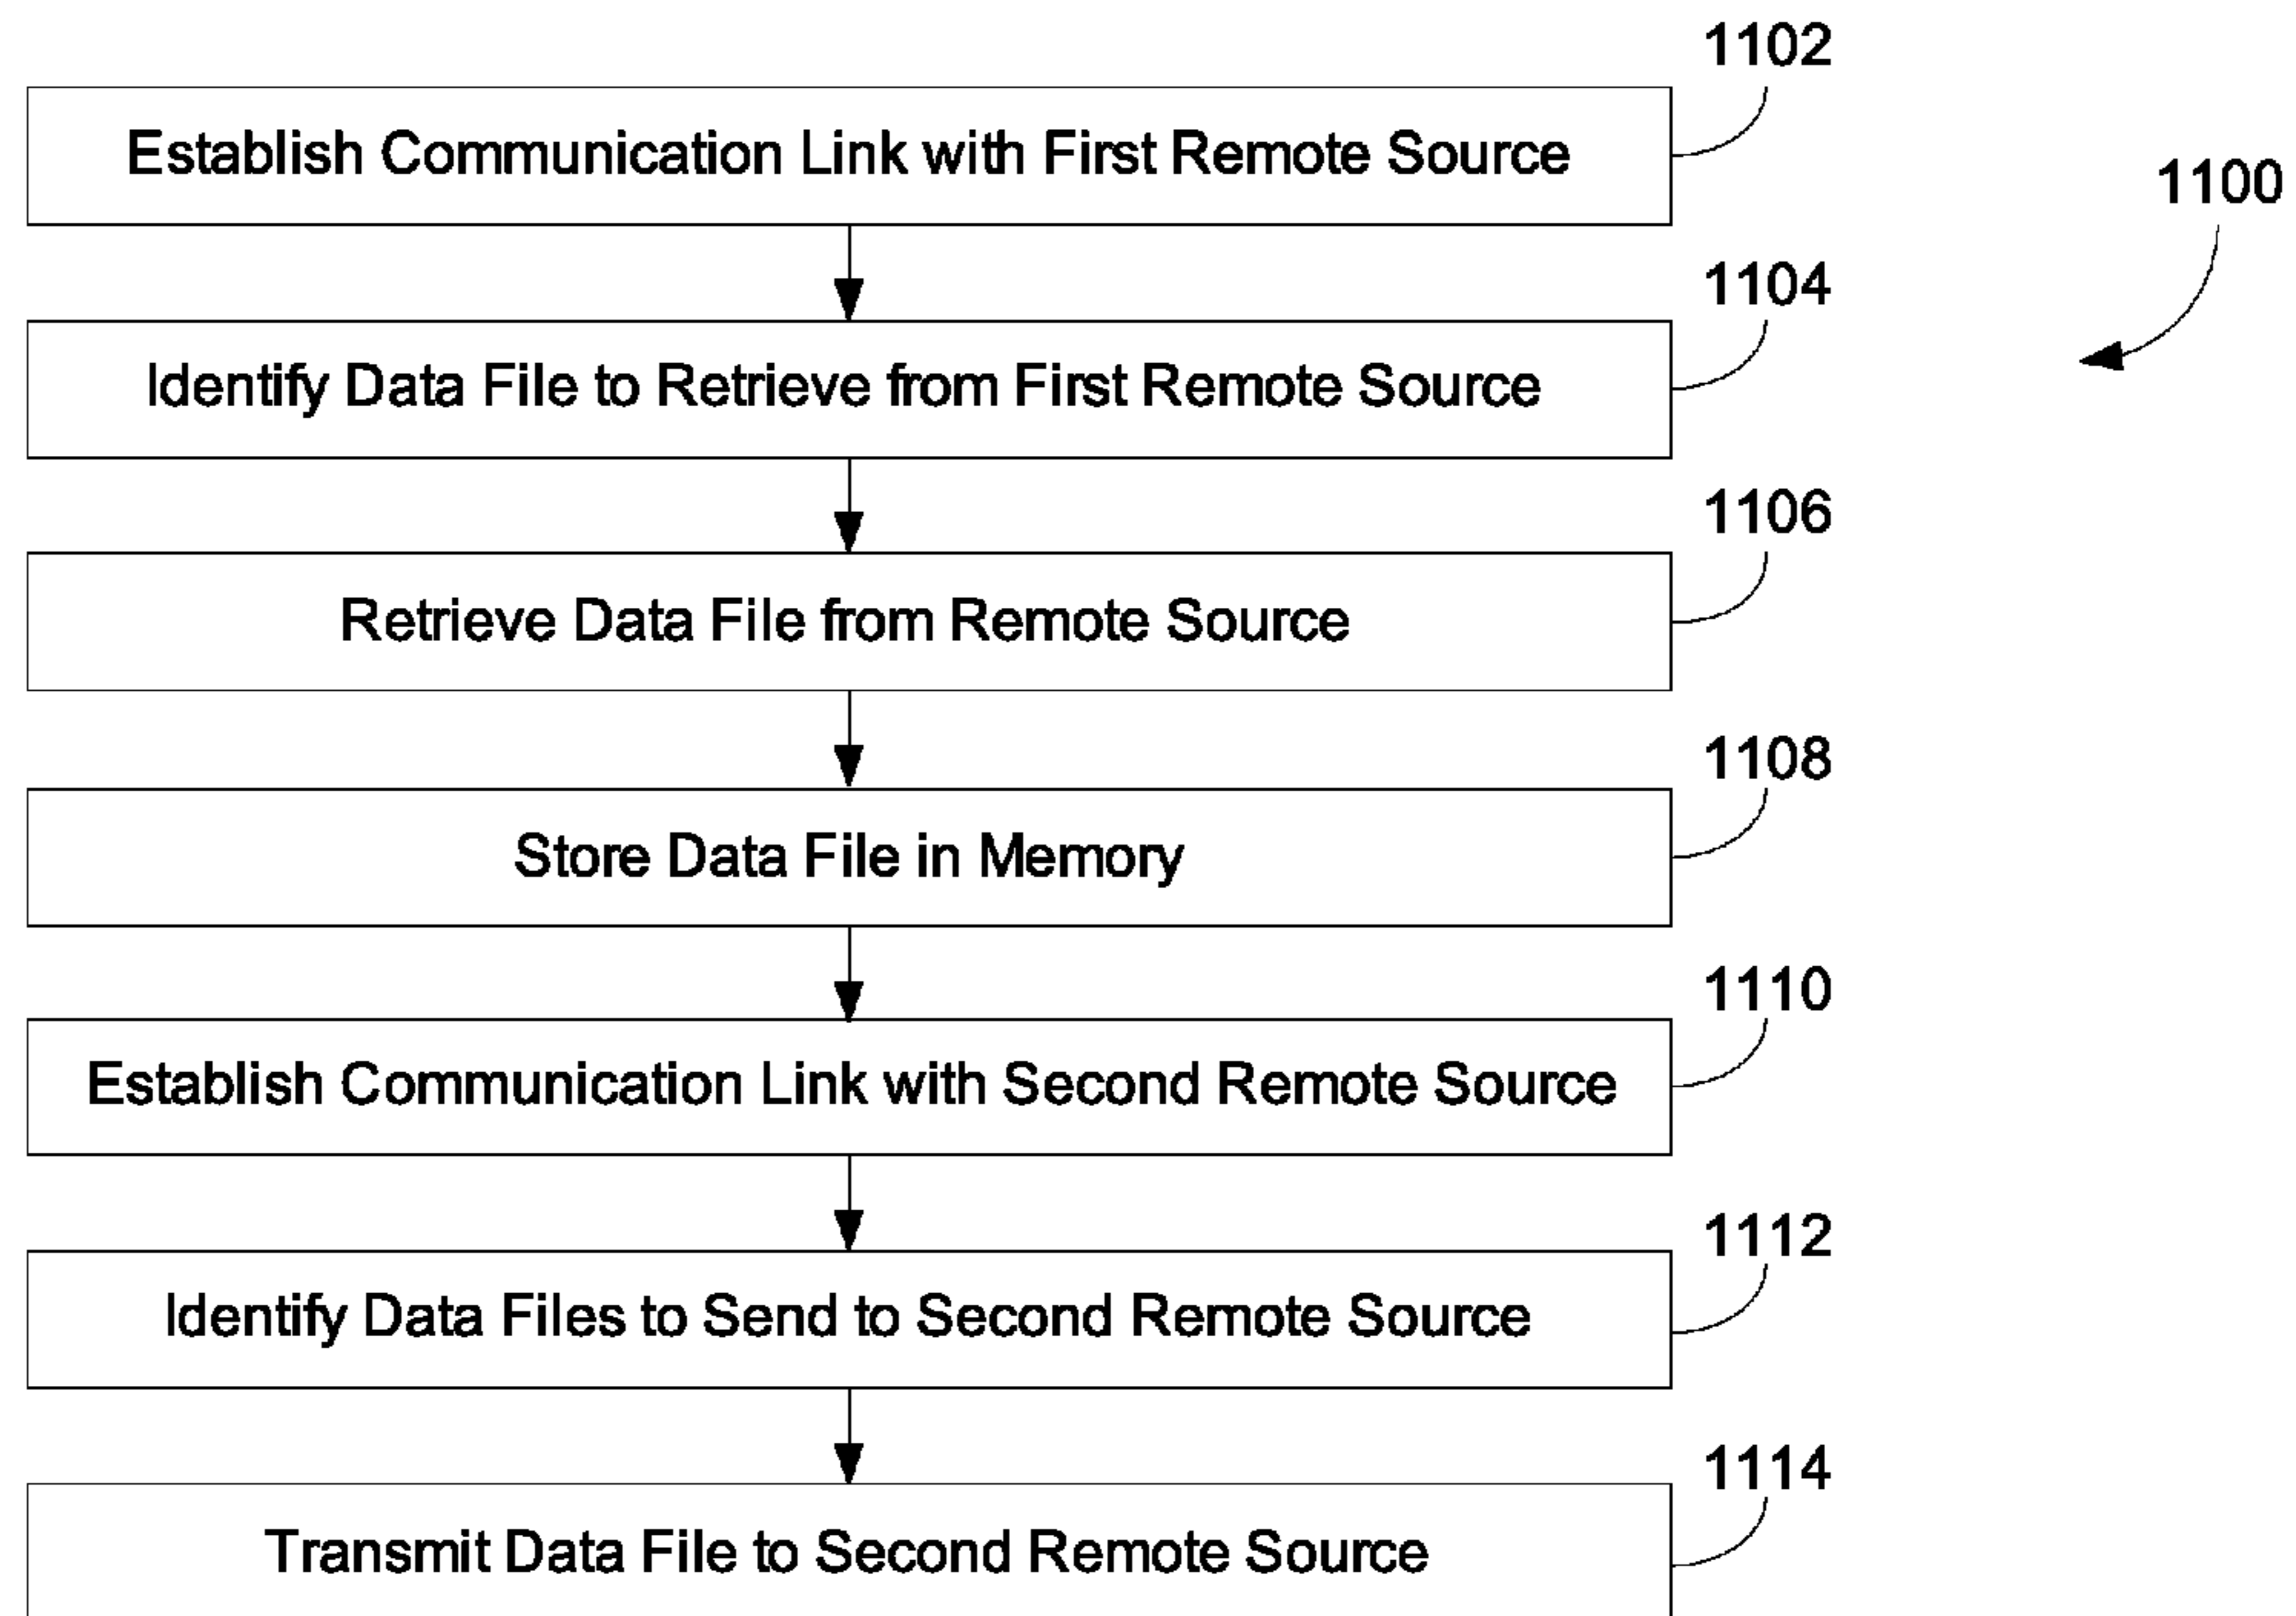 1102
Establish Communication Link with First Remote Source
1100
1104
Identify Data File to Retrieve from First Remote Source
1106
Retrieve Data File from Remote Source
1108
Store Data File in Memory
1110
Establish Communication Link with Second Remote Source
1112
Identify Data Files to Send to Second Remote Source
1114
Transmit Data File to Second Remote Source